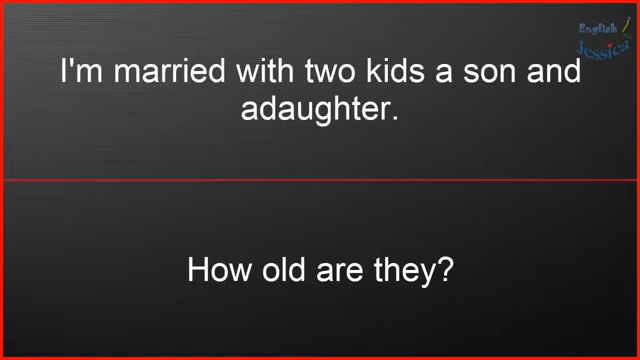 English
Jessica
I'm married with two kids a son and
adaughter.
How old are they?